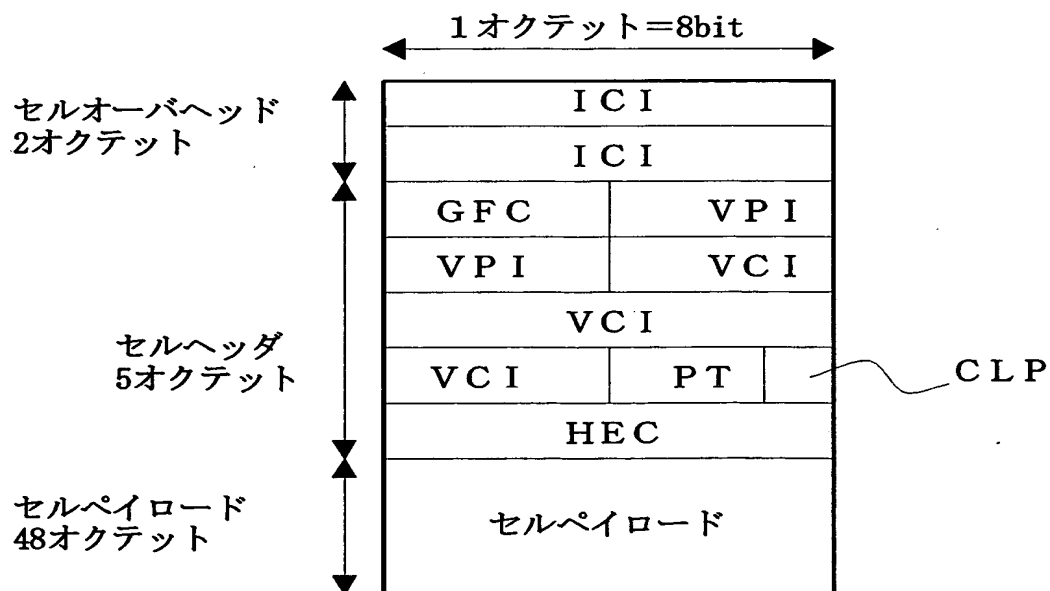 1オクテット=8bit
セルオーバヘッド
2オクテット
ICI
ICI
GFC VPI
VPI VCI
VCI
セルヘッダ
5オクテット
VCI PT CLP
HEC
セルペイロード
48オクテット
セルペイロード